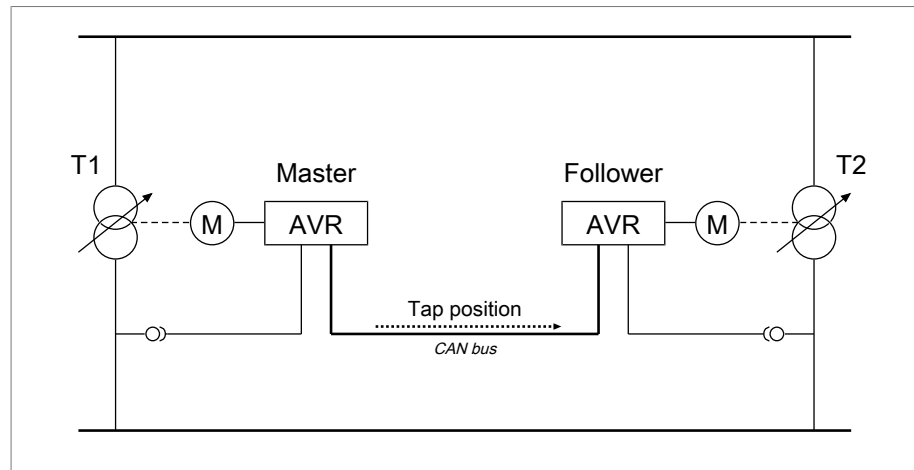 T1
Master
Follower
T2
M
AVR
AVR
M
Tap position
CAN bus